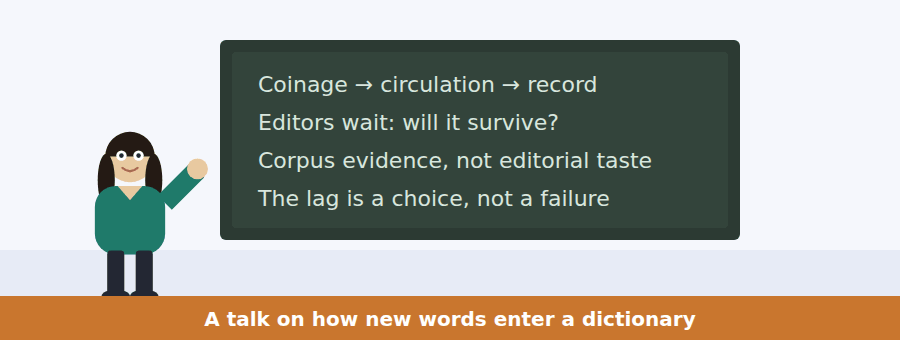 Coinage → circulation → record
Editors wait: will it survive?
Corpus evidence, not editorial taste
The lag is a choice, not a failure
A talk on how new words enter a dictionary